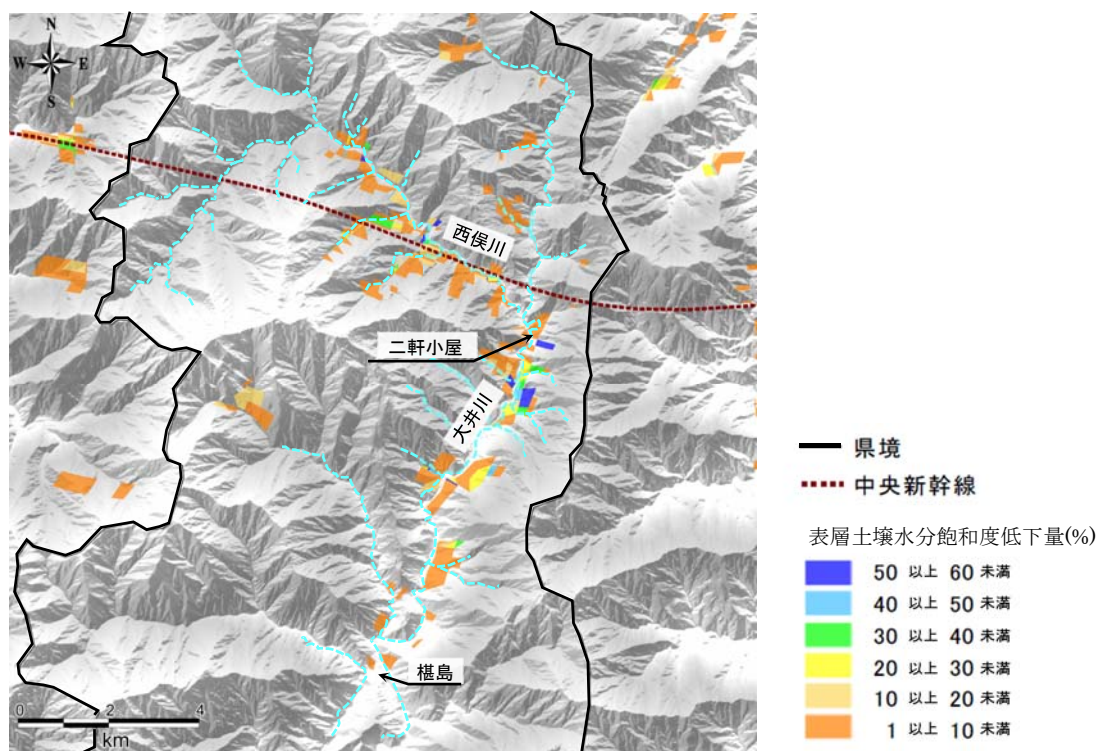 N
W E
S
西俣川
二軒小屋
大井川
椹島
0 2 4
km
県境
中央新幹線
表層土壌水分飽和度低下量(%)
50 以上 60 未満
40 以上 50 未満
30 以上 40 未満
20 以上 30 未満
10 以上 20 未満
1 以上 10 未満